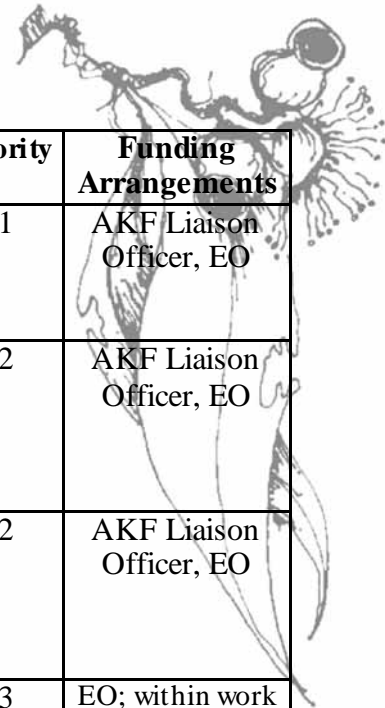 ority Funding
Arrangements
1 AKF Liaison
Officer, EO
2 AKF Liaison
Officer, EO
2 AKF Liaison
Officer, EO
3 EO; within work